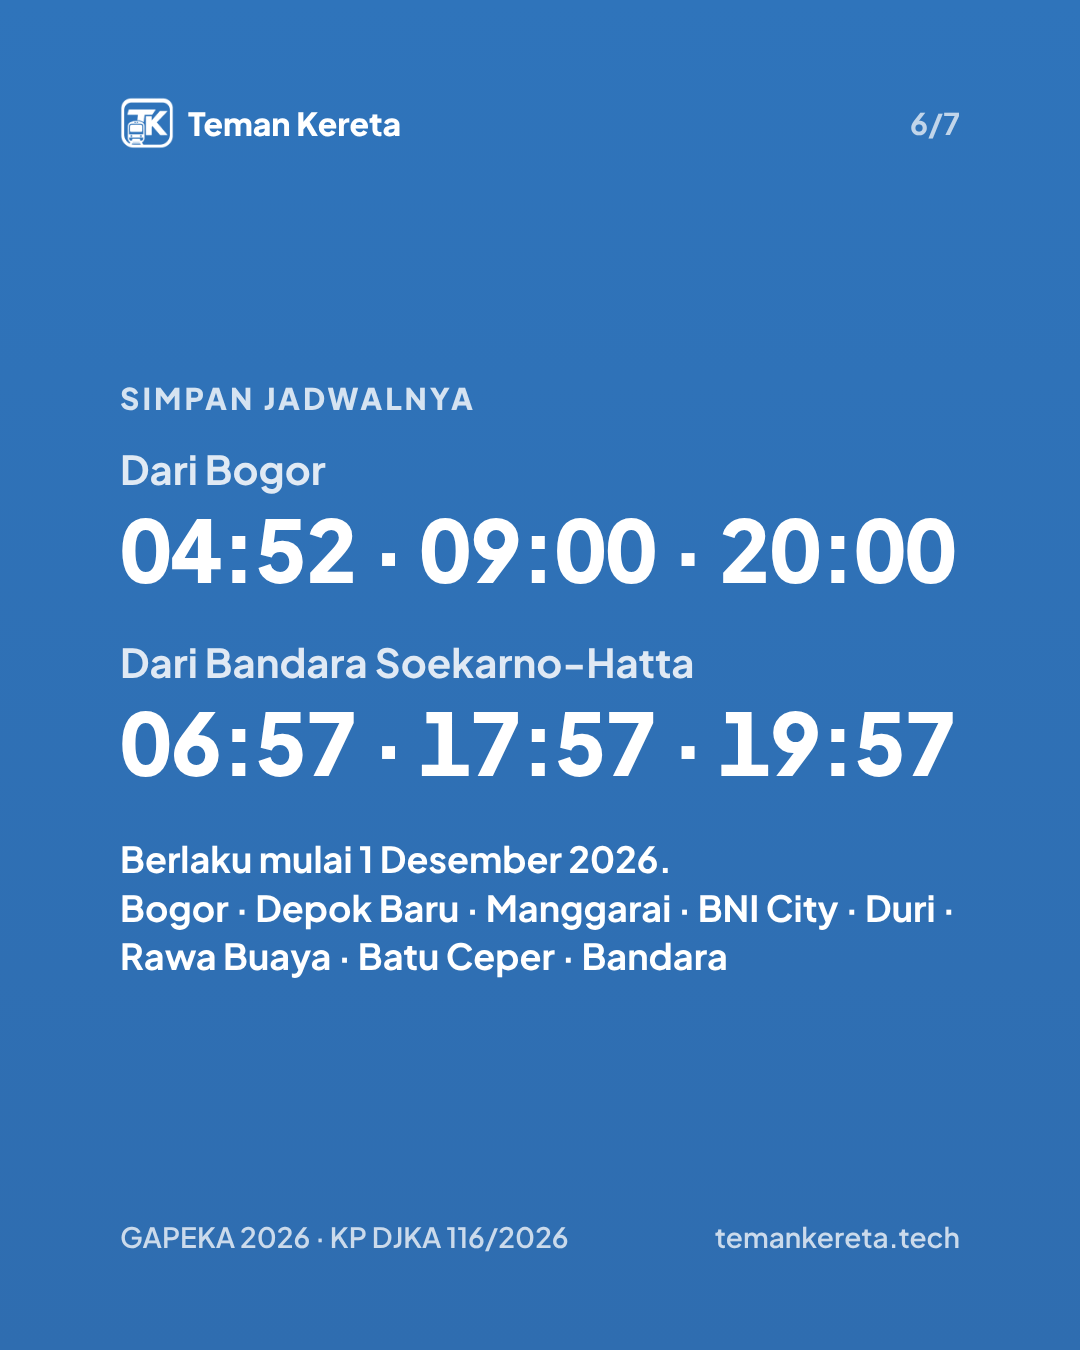 TK Teman Kereta
6/7
SIMPAN JADWALNYA
Dari Bogor
04:52 · 09:00 · 20:00
Dari Bandara Soekarno-Hatta
06:57 · 17:57 · 19:57
Berlaku mulai 1 Desember 2026.
Bogor · Depok Baru · Manggarai · BNI City · Duri ·
Rawa Buaya · Batu Ceper · Bandara
GAPEKA 2026 · KP DJKA 116/2026
temankereta.tech